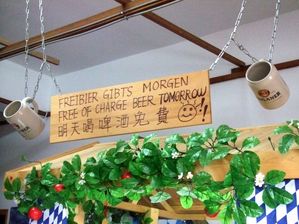 FREIBIER GIBTS MORGEN
FREE OF CHARGE BEER TOMORROW
明天喝啤酒免費 !